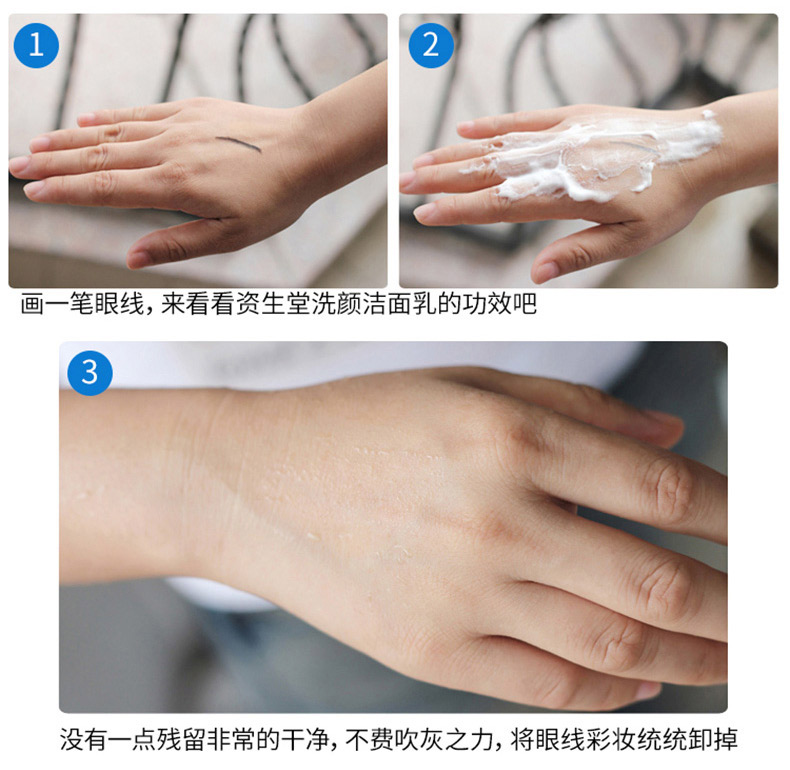 1
2
画一笔眼线，来看看资生堂洗颜洁面乳的功效吧
3
没有一点残留非常的干净，不费吹灰之力，将眼线彩妆统统卸掉